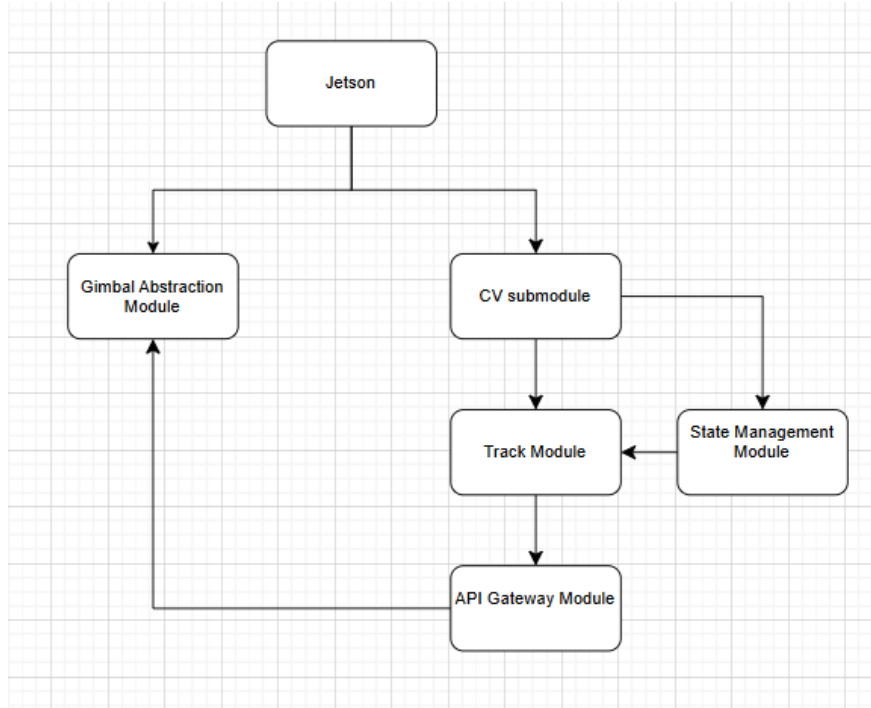 Jetson
Gimbal Abstraction
Module
CV submodule
Track Module
State Management
Module
API Gateway Module